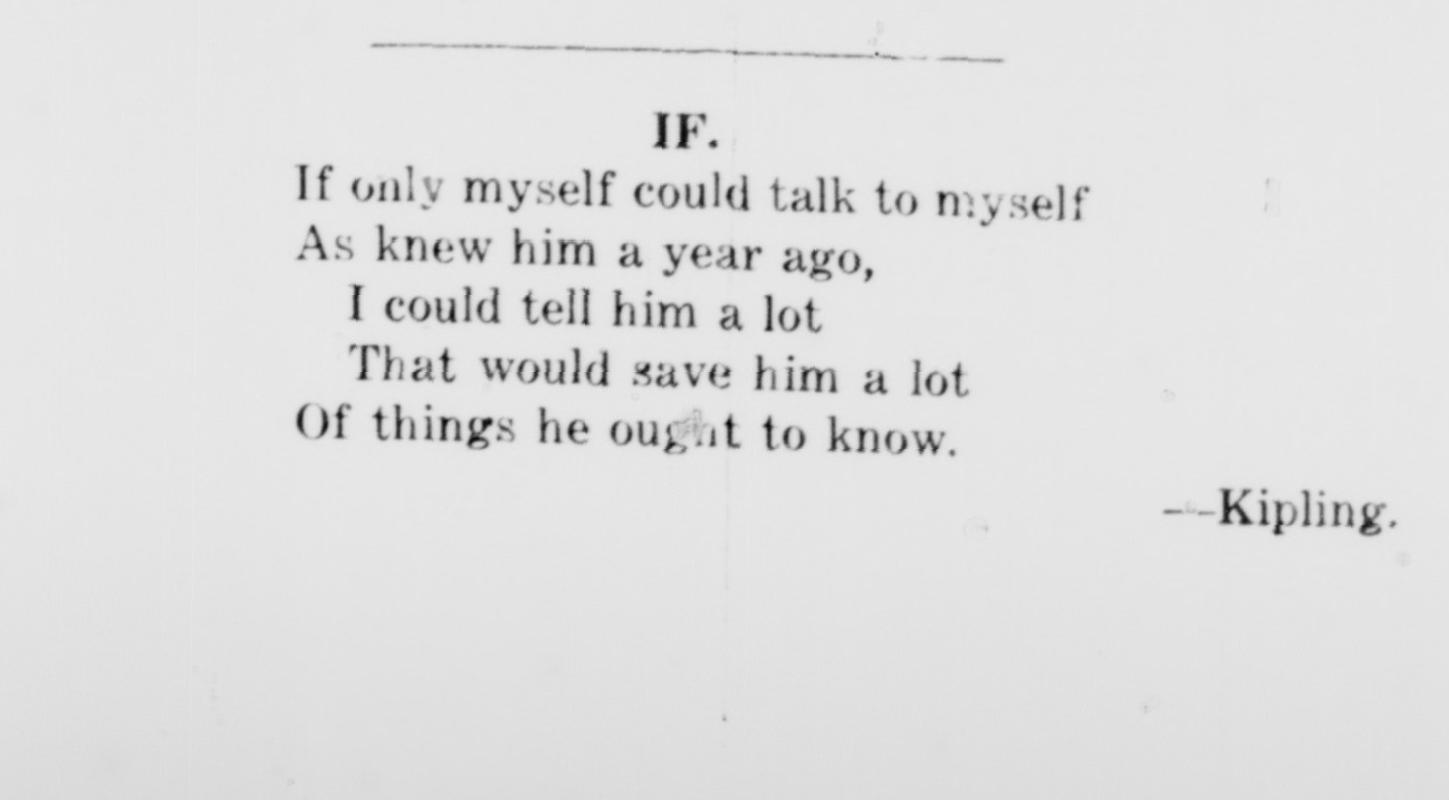 IF.
If only myself could talk to myself
As knew him a year ago,
I could tell him a lot
That would save him a lot
Of things he ought to know.
——Kipling.